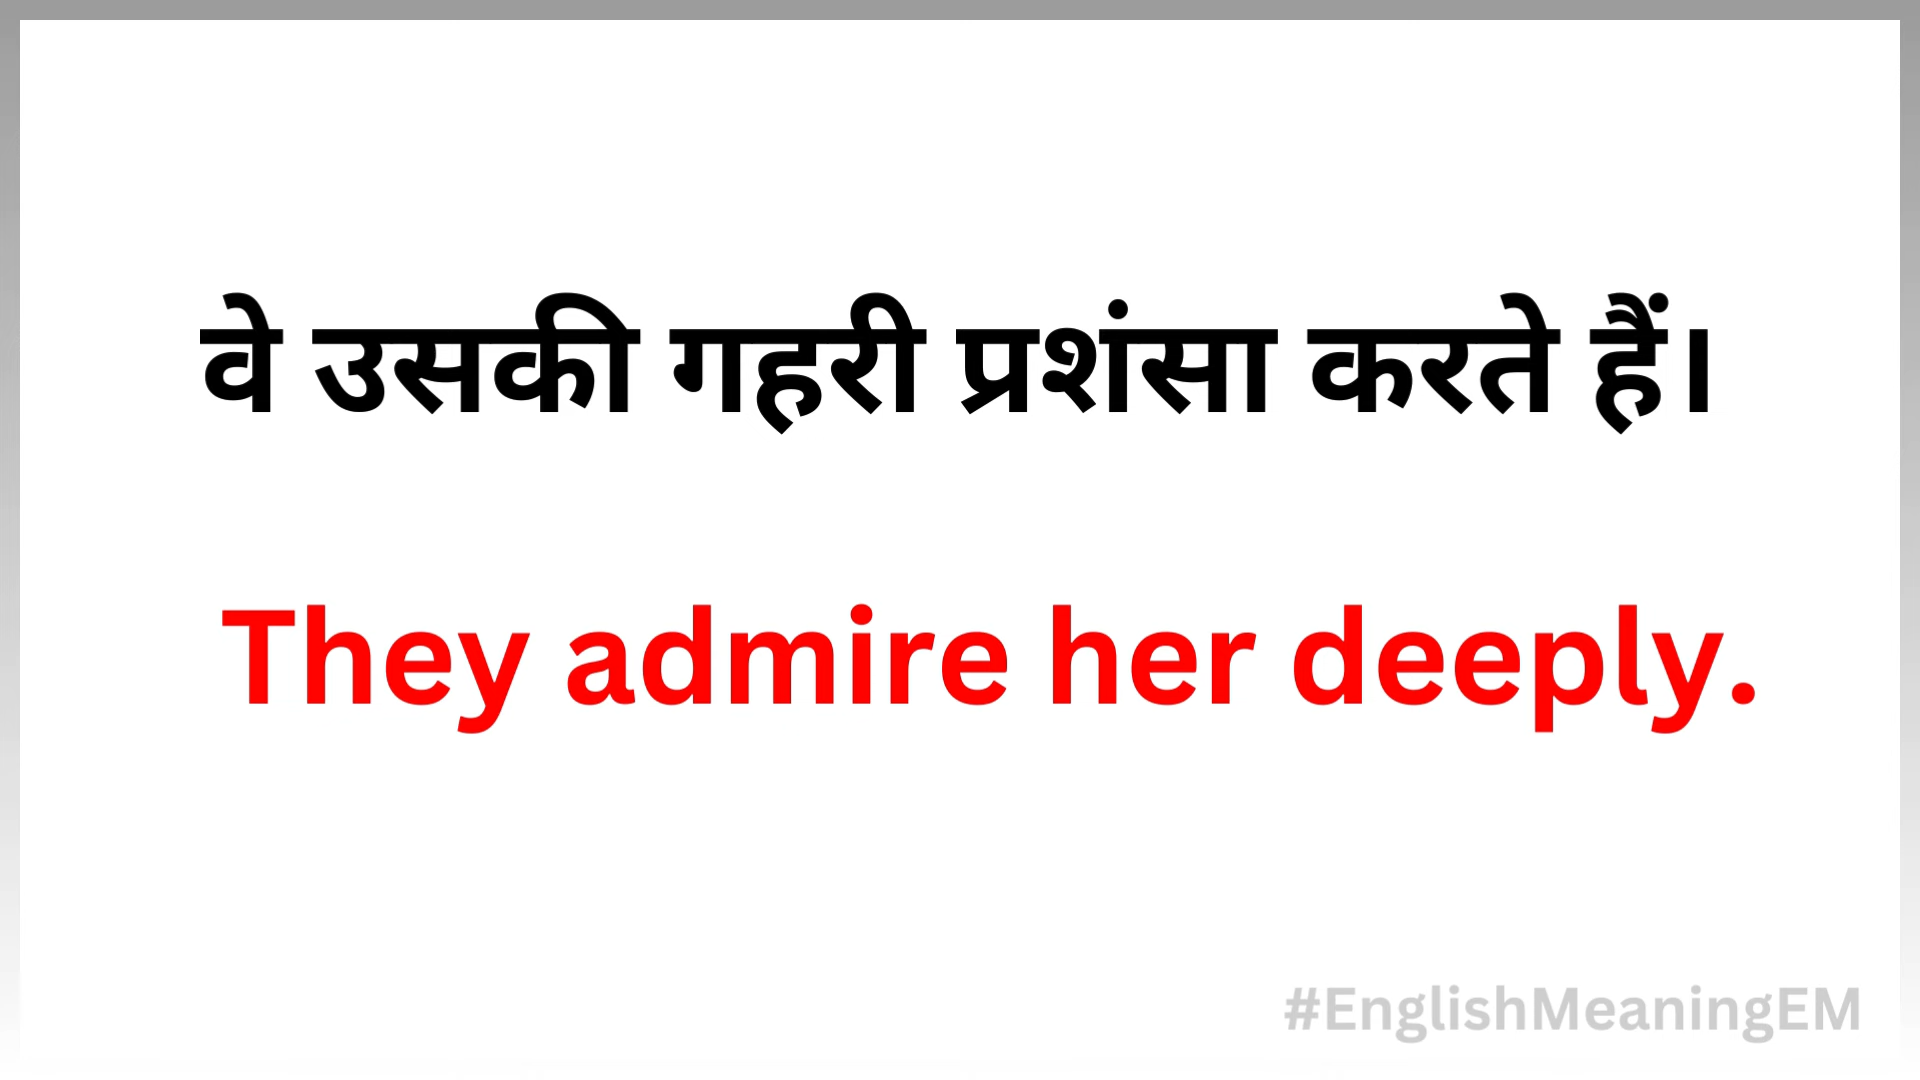 वे उसकी गहरी प्रशंसा करते हैं।
They admire her deeply.
#EnglishMeaningEM